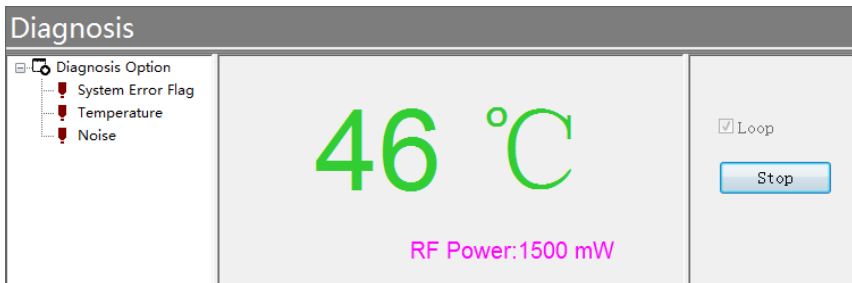 Diagnosis
Diagnosis Option
System Error Flag
Temperature
Noise
46 ℃
RF Power:1500 mW
Loop
Stop